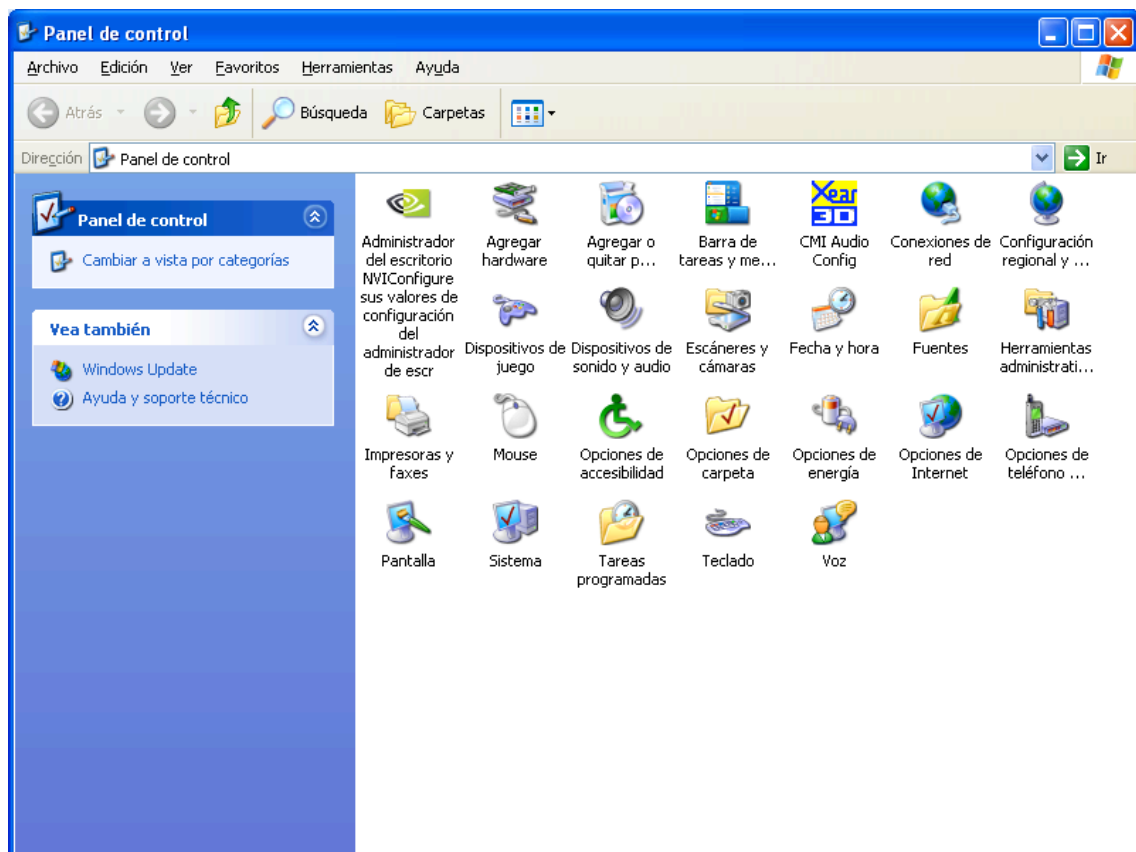 Panel de control
Archivo Edición Ver Favoritos Herramientas Ayuda
Atrás Búsqueda Carpetas
Dirección Panel de control Ir
Panel de control
Cambiar a vista por categorías
Vea también
Windows Update
Ayuda y soporte técnico
Administrador
del escritorio
NVIConfigure
sus valores de
configuración
del
administrador
de escr
Agregar
hardware
Agregar o
quitar p...
Barra de
tareas y me...
Xear
3D
CMI Audio
Config
Conexiones de
red
Configuración
regional y ...
Dispositivos de
juego
Dispositivos de
sonido y audio
Escáneres y
cámaras
Fecha y hora
Fuentes
Herramientas
administrati...
Impresoras y
faxes
Mouse
Opciones de
accesibilidad
Opciones de
carpeta
Opciones de
energía
Opciones de
Internet
Opciones de
teléfono ...
Pantalla
Sistema
Tareas
programadas
Teclado
Voz